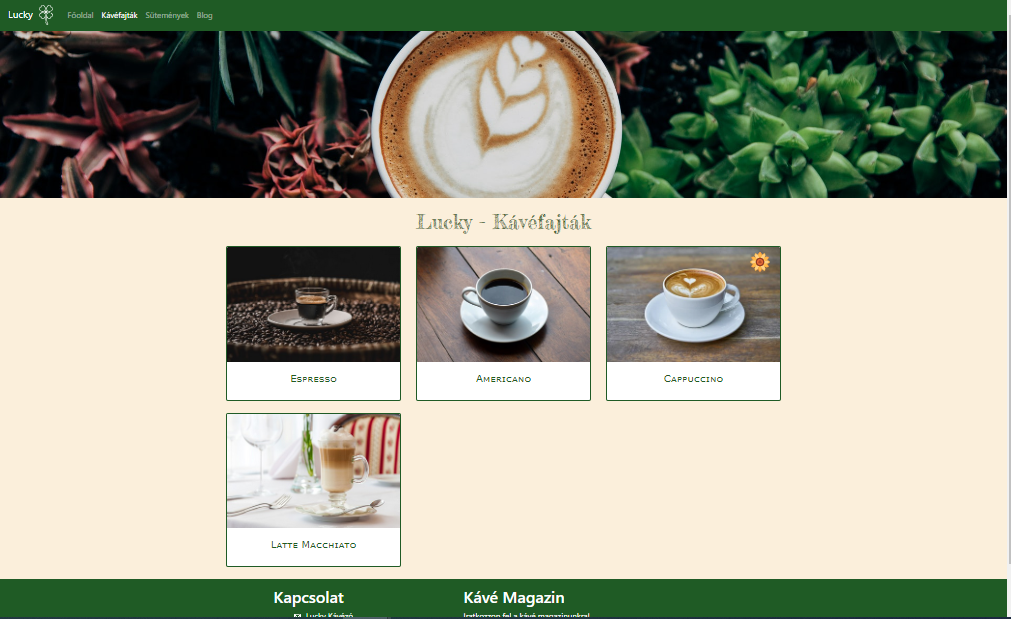 Lucky Főoldal Kávéfajták Sütemények Blog
Lucky - Kávéfajták
Espresso Americano Cappuccino
Latte Macchiato
Kapcsolat Kávé Magazin
Lucky Kávézó Iratkozzon fel a kávé magazinunkra!